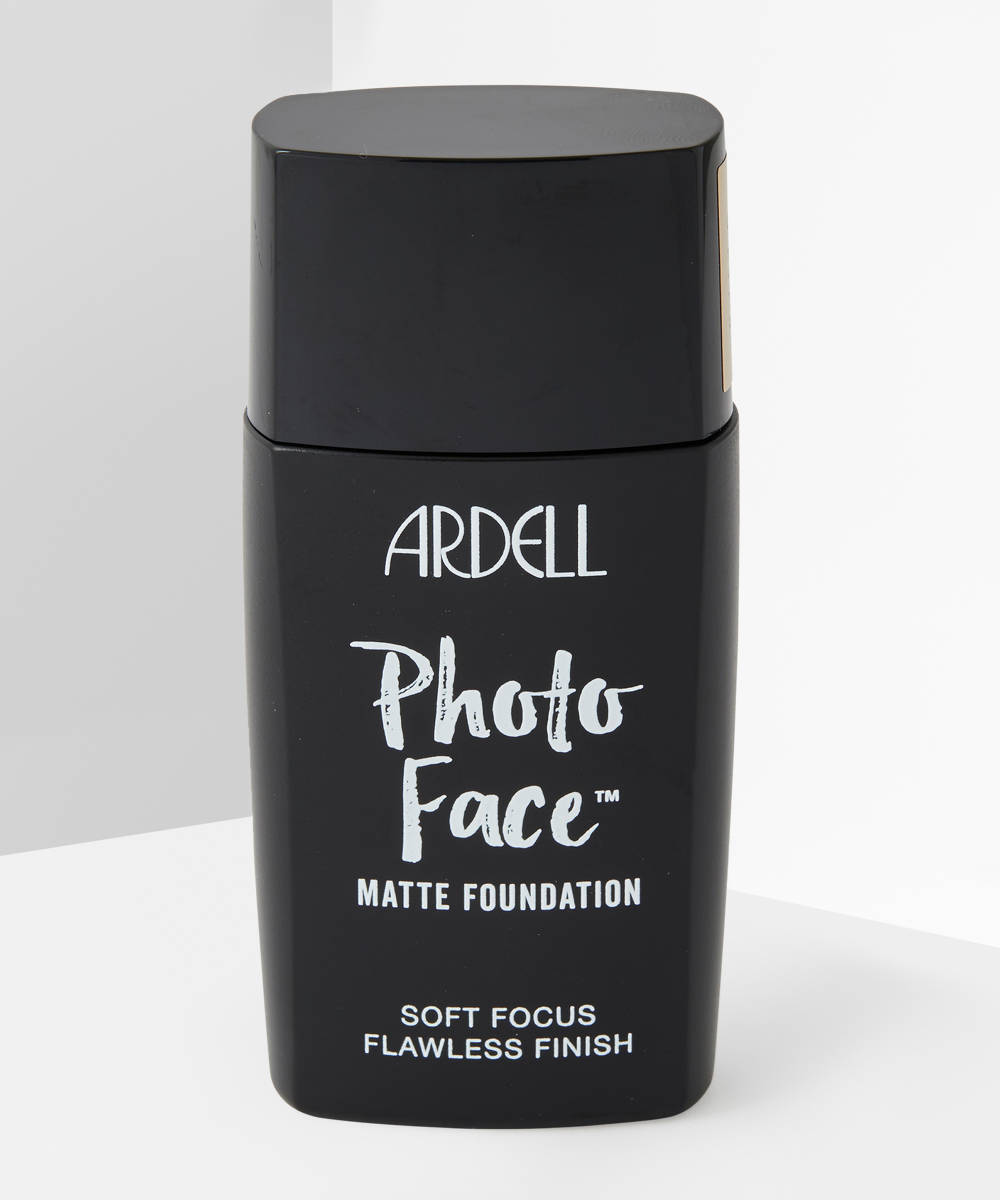 ARDELL
Photo
Face™
MATTE FOUNDATION
SOFT FOCUS
FLAWLESS FINISH